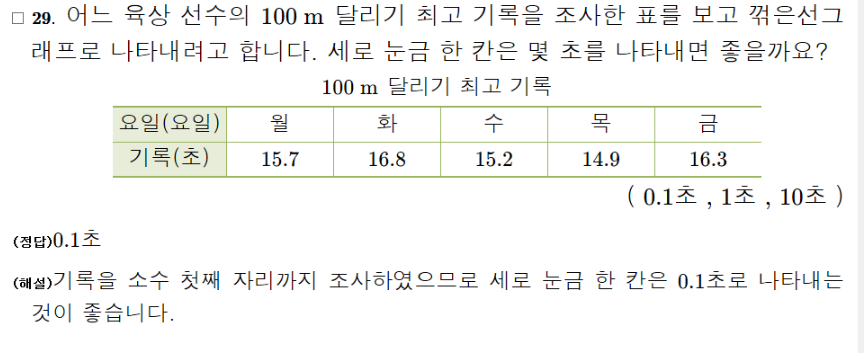 □ 29. 어느 육상 선수의 100 m 달리기 최고 기록을 조사한 표를 보고 꺾은선그
래프로 나타내려고 합니다. 세로 눈금 한 칸은 몇 초를 나타내면 좋을까요?
100 m 달리기 최고 기록
요일(요일) 월 화 수 목 금
기록(초) 15.7 16.8 15.2 14.9 16.3
( 0.1초 , 1초 , 10초 )
(정답)0.1초
(해설)기록을 소수 첫째 자리까지 조사하였으므로 세로 눈금 한 칸은 0.1초로 나타내는
것이 좋습니다.